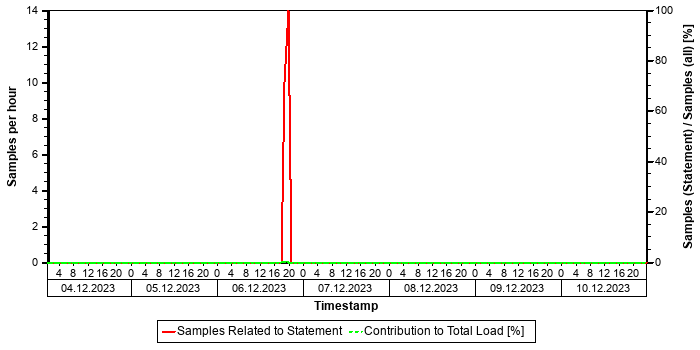 14
12
10
8
6
4
2
0
Samples per hour
100
80
60
40
20
0
Samples (Statement) / Samples (all) [%]
4 8 12 16 20 0 4 8 12 16 20 0 4 8 12 16 20 0 4 8 12 16 20 0 4 8 12 16 20 0 4 8 12 16 20 0 4 8 12 16 20
04.12.2023 05.12.2023 06.12.2023 07.12.2023 08.12.2023 09.12.2023 10.12.2023
Timestamp
Samples Related to Statement Contribution to Total Load [%]